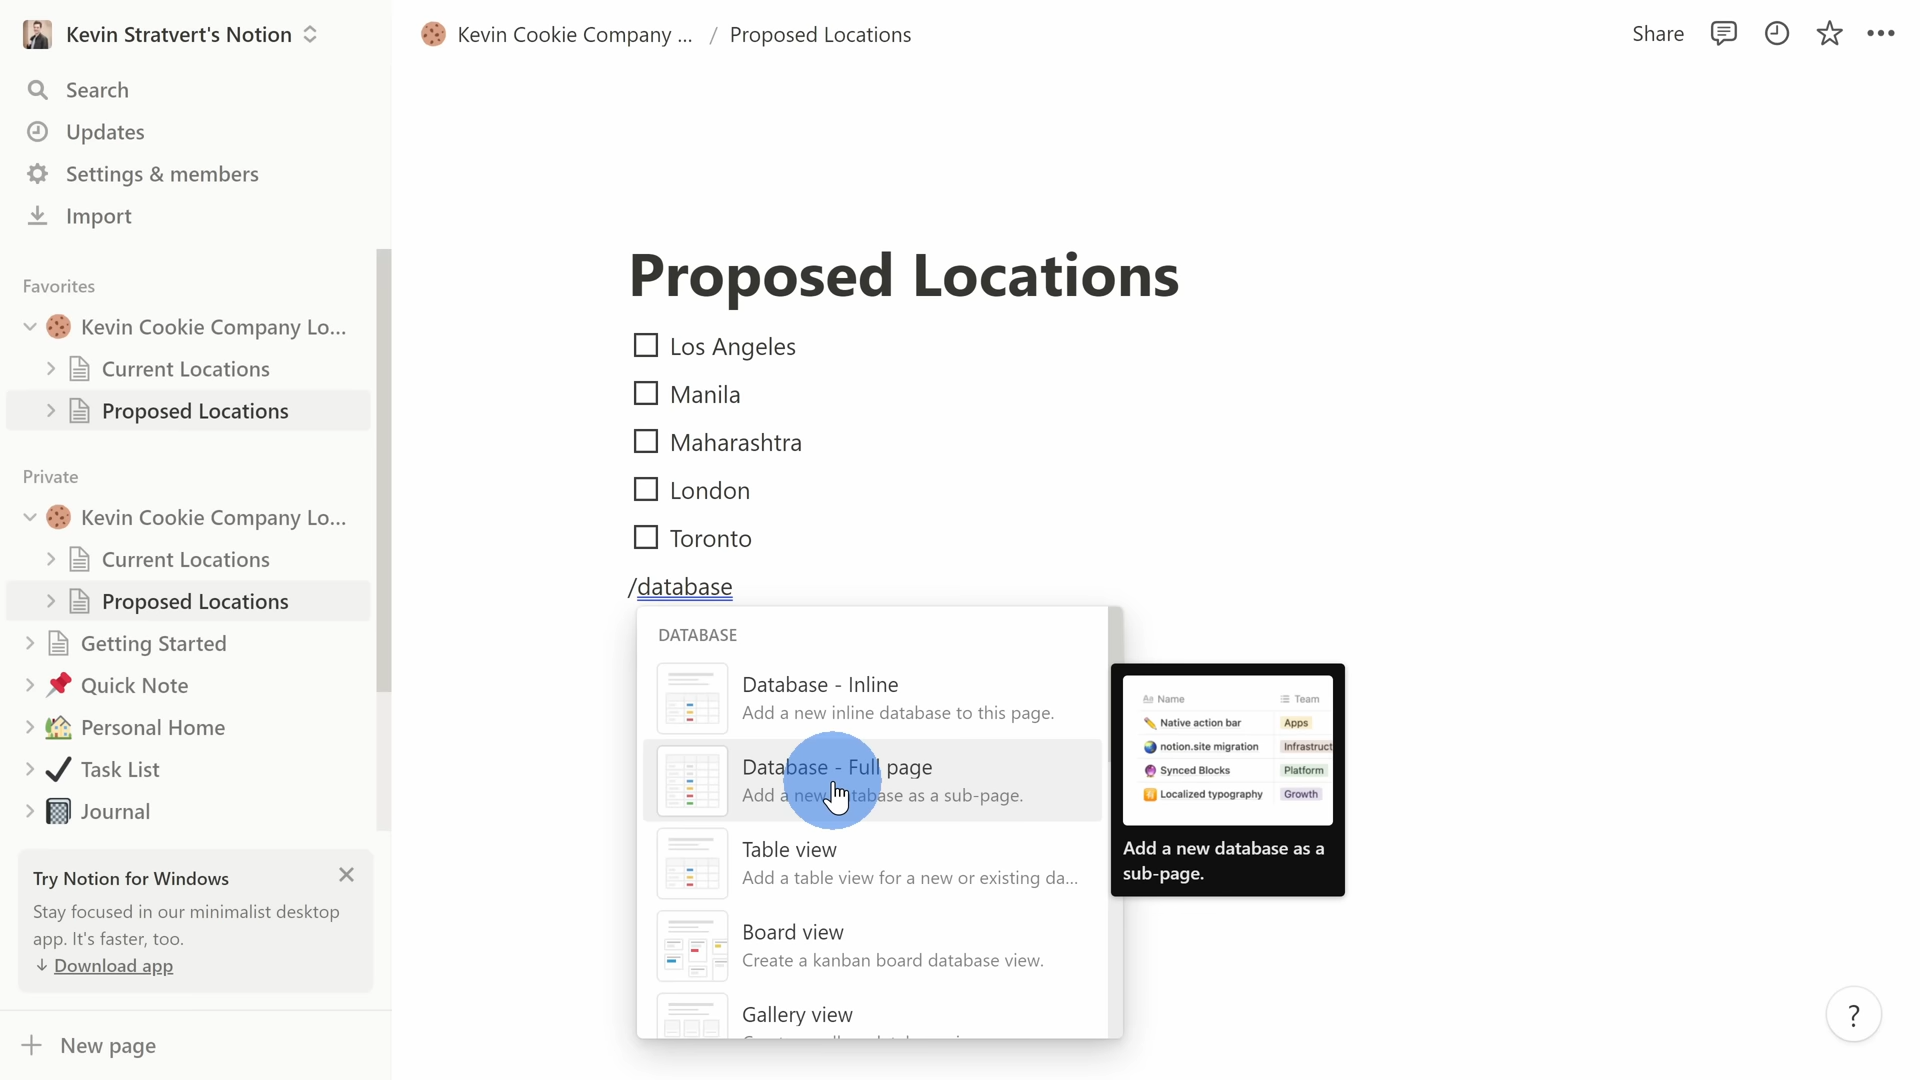 Kevin Stratvert's Notion
Kevin Cookie Company ... / Proposed Locations
Share
Search
Updates
Settings & members
Import
Favorites
Kevin Cookie Company Lo...
Current Locations
Proposed Locations
Private
Kevin Cookie Company Lo...
Current Locations
Proposed Locations
Getting Started
Quick Note
Personal Home
Task List
Journal
Try Notion for Windows
Stay focused in our minimalist desktop
app. It's faster, too.
Download app
New page
Proposed Locations
Los Angeles
Manila
Maharashtra
London
Toronto
/database
DATABASE
Database - Inline
Add a new inline database to this page.
Database - Full page
Add a new database as a sub-page.
Table view
Add a table view for a new or existing da...
Board view
Create a kanban board database view.
Gallery view
Aa Name Team
Native action bar Apps
notion.site migration Infrastruct
Synced Blocks Platform
Localized typography Growth
Add a new database as a
sub-page.
?